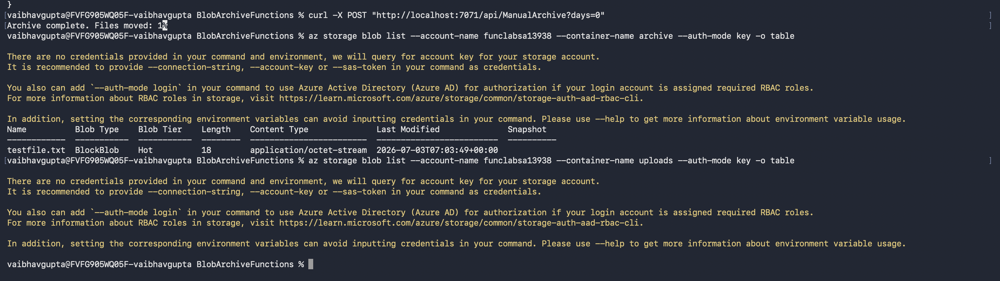 }
[vaibhavgupta@FVFG905WQ05F-vaibhavgupta BlobArchiveFunctions % curl -X POST "http://localhost:7071/api/ManualArchive?days=0" ]
[Archive complete. Files moved: 1% ]
vaibhavgupta@FVFG905WQ05F-vaibhavgupta BlobArchiveFunctions % az storage blob list --account-name funclabsa13938 --container-name archive --auth-mode key -o table
There are no credentials provided in your command and environment, we will query for account key for your storage account.
It is recommended to provide --connection-string, --account-key or --sas-token in your command as credentials.
You also can add `--auth-mode login` in your command to use Azure Active Directory (Azure AD) for authorization if your login account is assigned required RBAC roles.
For more information about RBAC roles in storage, visit https://learn.microsoft.com/azure/storage/common/storage-auth-aad-rbac-cli.
In addition, setting the corresponding environment variables can avoid inputting credentials in your command. Please use --help to get more information about environment variable usage.
Name          Blob Type    Blob Tier    Length    Content Type              Last Modified              Snapshot
------------  -----------  -----------  --------  ------------------------  -------------------------  ----------
testfile.txt  BlockBlob    Hot          18        application/octet-stream  2026-07-03T07:03:49+00:00
[vaibhavgupta@FVFG905WQ05F-vaibhavgupta BlobArchiveFunctions % az storage blob list --account-name funclabsa13938 --container-name uploads --auth-mode key -o table ]
There are no credentials provided in your command and environment, we will query for account key for your storage account.
It is recommended to provide --connection-string, --account-key or --sas-token in your command as credentials.
You also can add `--auth-mode login` in your command to use Azure Active Directory (Azure AD) for authorization if your login account is assigned required RBAC roles.
For more information about RBAC roles in storage, visit https://learn.microsoft.com/azure/storage/common/storage-auth-aad-rbac-cli.
In addition, setting the corresponding environment variables can avoid inputting credentials in your command. Please use --help to get more information about environment variable usage.
vaibhavgupta@FVFG905WQ05F-vaibhavgupta BlobArchiveFunctions %